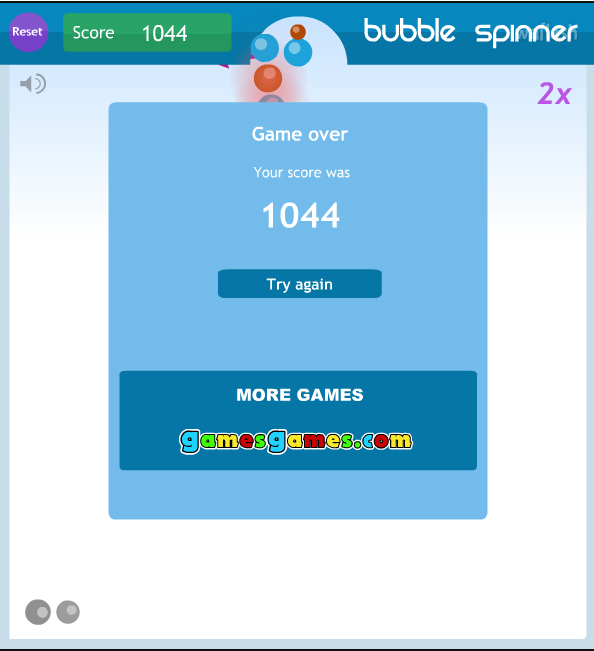 Reset
Score 1044
bubble spinner
2x
Game over
Your score was
1044
Try again
MORE GAMES
gamesgames.com